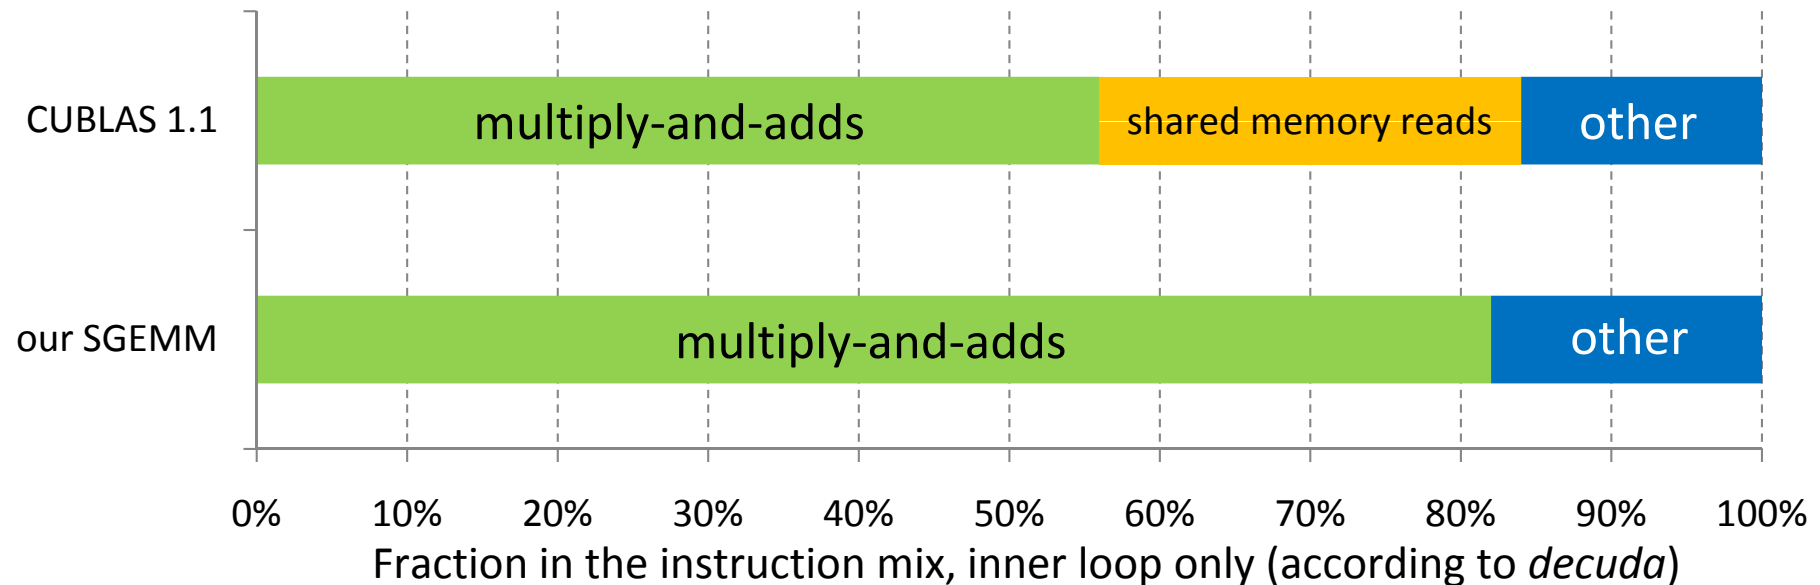 CUBLAS 1.1
multiply-and-adds
shared memory reads
other
our SGEMM
multiply-and-adds
other
0% 10% 20% 30% 40% 50% 60% 70% 80% 90% 100%
Fraction in the instruction mix, inner loop only (according to decuda)